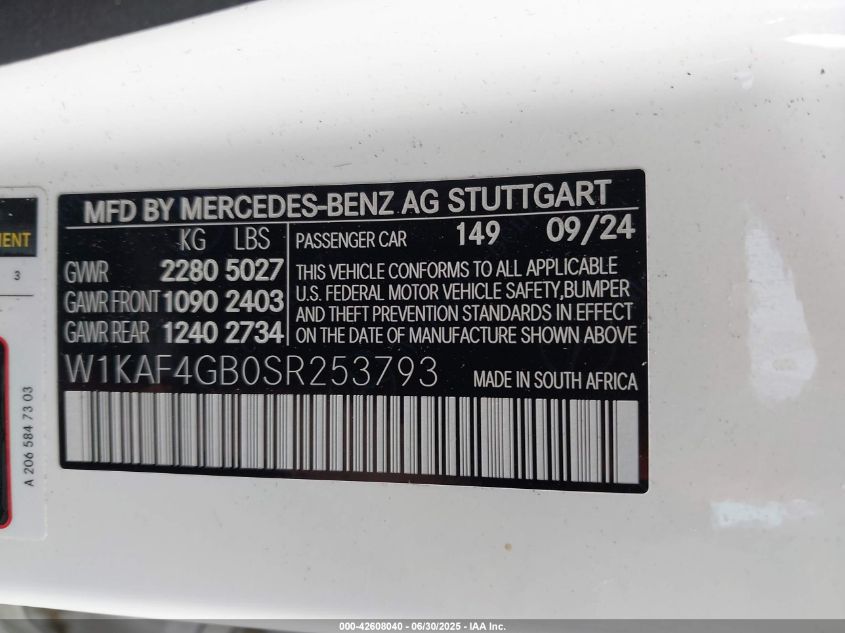 MFD BY MERCEDES-BENZ AG STUTTGART
KG LBS
PASSENGER CAR 149 09/24
GVWR 2280 5027
GAWR FRONT 1090 2403
GAWR REAR 1240 2734
THIS VEHICLE CONFORMS TO ALL APPLICABLE
U.S. FEDERAL MOTOR VEHICLE SAFETY,BUMPER
AND THEFT PREVENTION STANDARDS IN EFFECT
ON THE DATE OF MANUFACTURE SHOWN ABOVE
W1KAF4GB0SR253793
MADE IN SOUTH AFRICA
3
A 206 584 73 03
000-42608040 - 06/30/2025 - IAA Inc.